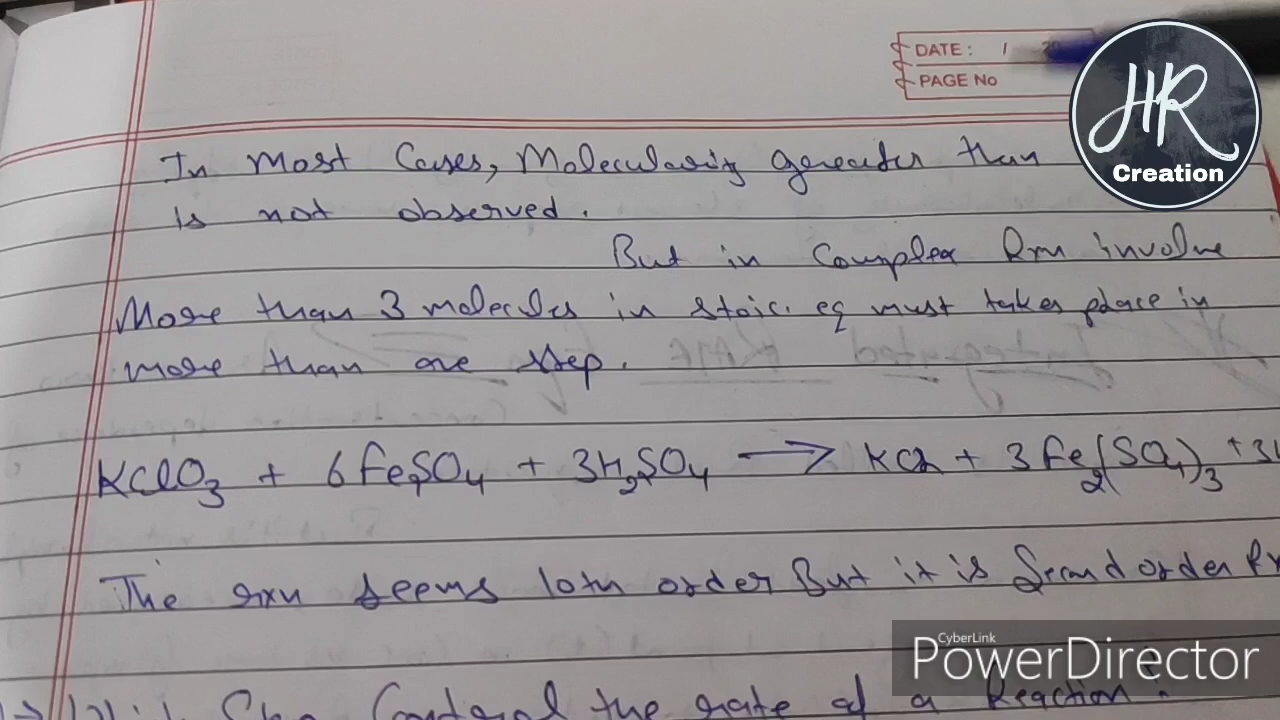 DATE: 1
PAGE No
HR
Creation
In Most Cases, Molecularity greater than
is not observed.
But in Complex Rxn involve
More than 3 molecules in stoic. eq must takes place in
more than one step.
KClO3 + 6FeSO4 + 3H2SO4 → KCl + 3Fe2(SO4)3 + 3
The rxn seems 10th order But it is Second order
CyberLink
PowerDirector
Control the rate of a Reaction?